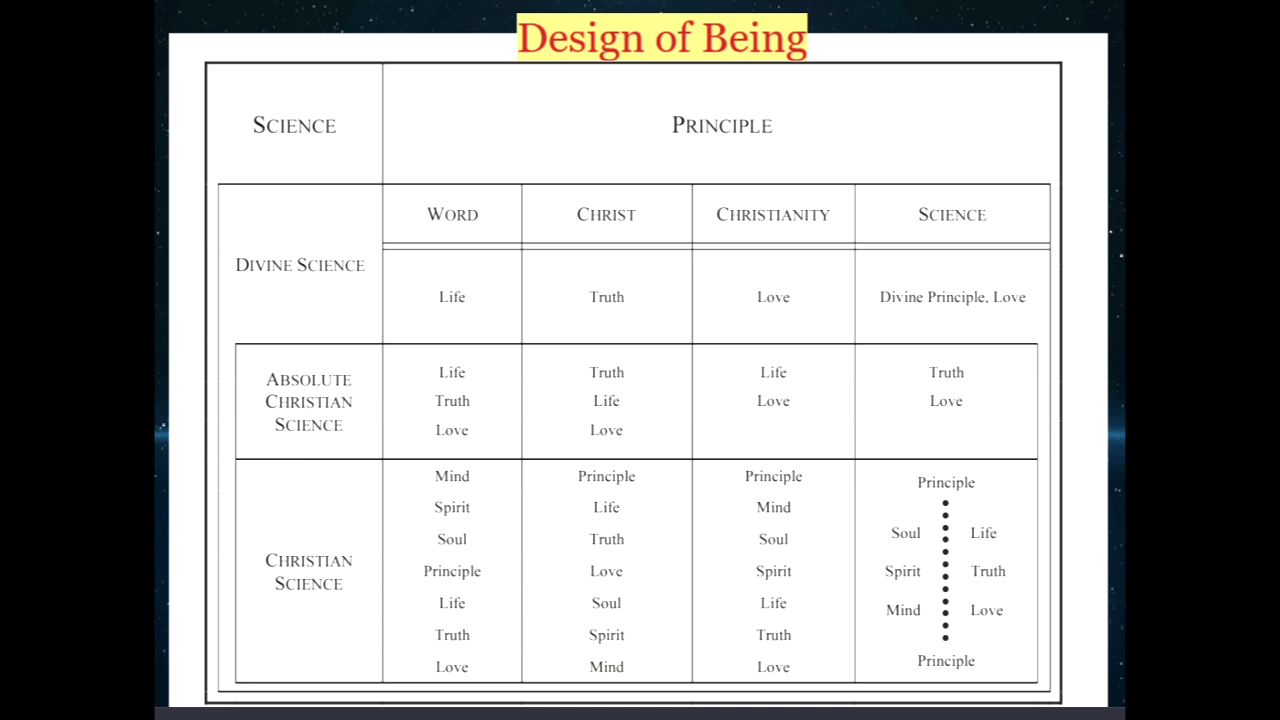 Design of Being
SCIENCE PRINCIPLE
WORD CHRIST CHRISTIANITY SCIENCE
DIVINE SCIENCE
Life Truth Love Divine Principle, Love
ABSOLUTE CHRISTIAN SCIENCE
Life Truth Life Truth
Truth Life Love Love
Love Love
CHRISTIAN SCIENCE
Mind Principle Principle Principle
Spirit Life Mind
Soul Truth Soul Soul Life
Principle Love Spirit Spirit Truth
Life Soul Life Mind Love
Truth Spirit Truth
Love Mind Love Principle